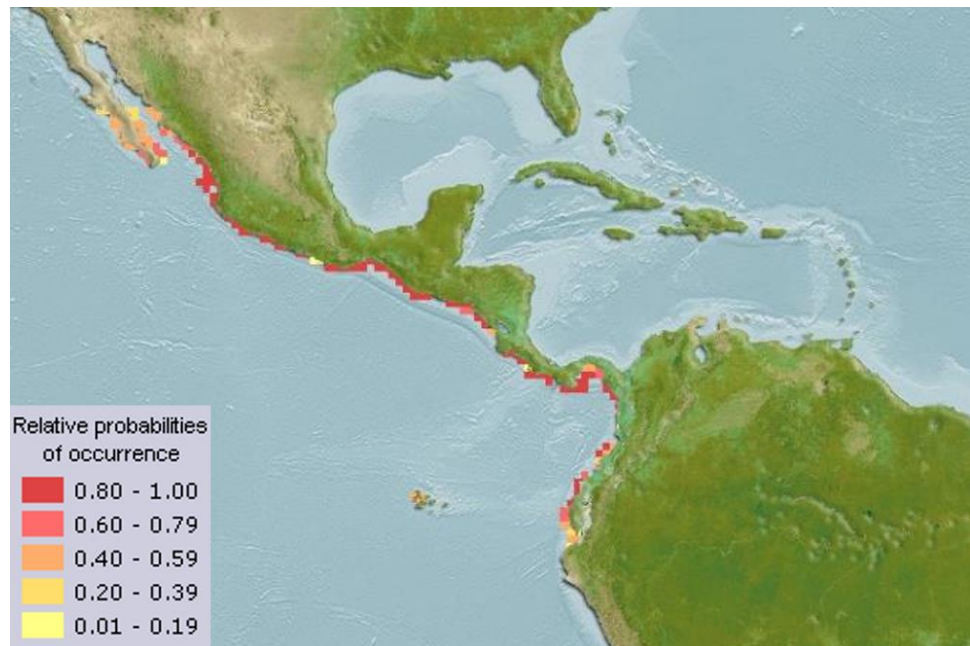 Relative probabilities
of occurrence
0.80 - 1.00
0.60 - 0.79
0.40 - 0.59
0.20 - 0.39
0.01 - 0.19